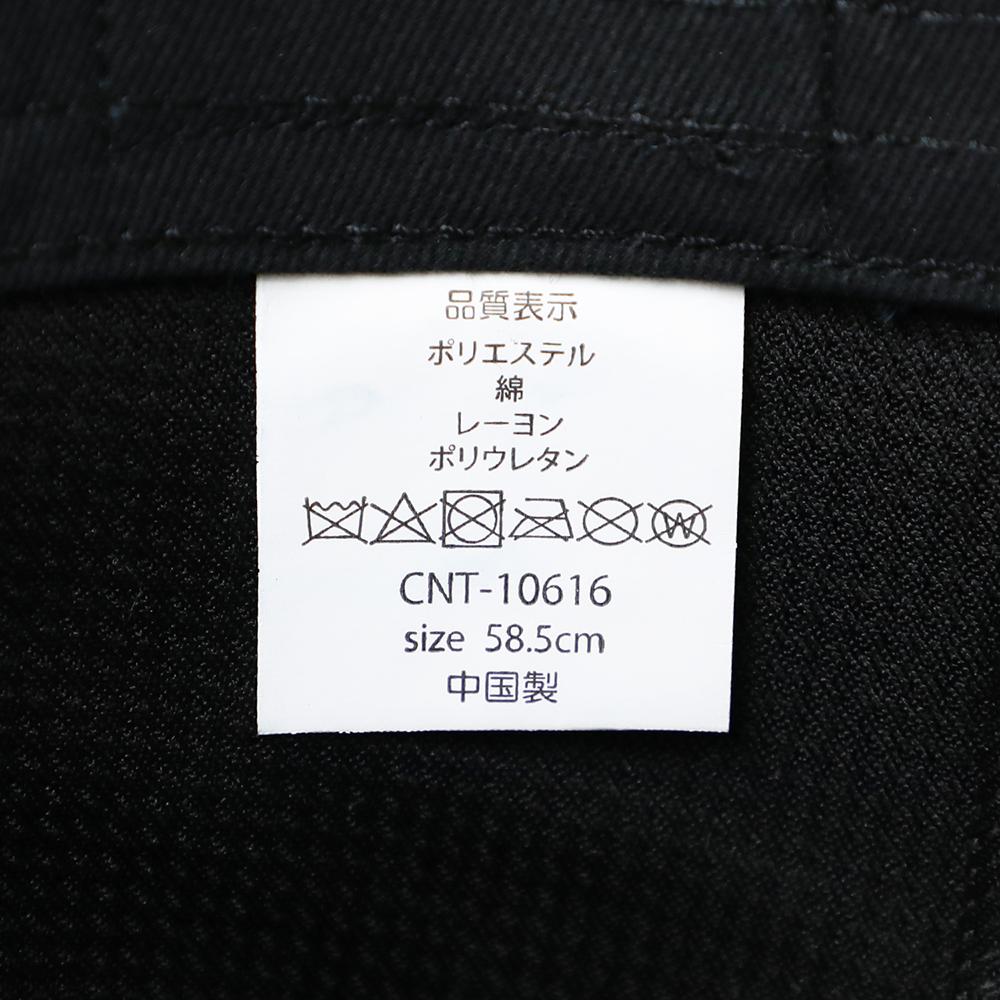 品質表示
ポリエステル
綿
レーヨン
ポリウレタン
W
CNT-10616
size 58.5cm
中国製